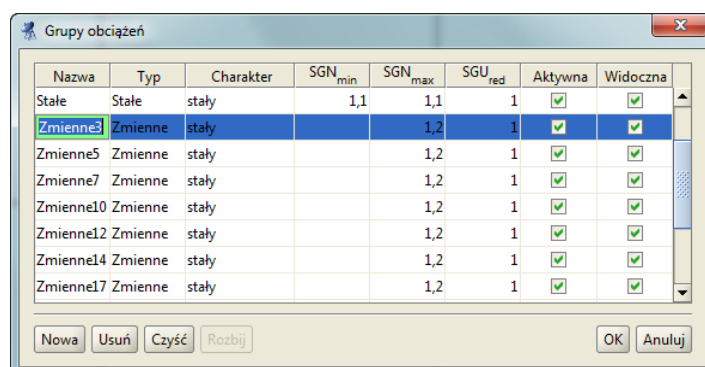 Grupy obciążeń
Nazwa Typ Charakter SGNmin SGNmax SGUred Aktywna Widoczna
Stałe Stałe stały 1,1 1,1 1
Zmienne3 Zmienne stały 1,2 1
Zmienne5 Zmienne stały 1,2 1
Zmienne7 Zmienne stały 1,2 1
Zmienne10 Zmienne stały 1,2 1
Zmienne12 Zmienne stały 1,2 1
Zmienne14 Zmienne stały 1,2 1
Zmienne17 Zmienne stały 1,2 1
Nowa Usuń Czyść Rozbij OK Anuluj